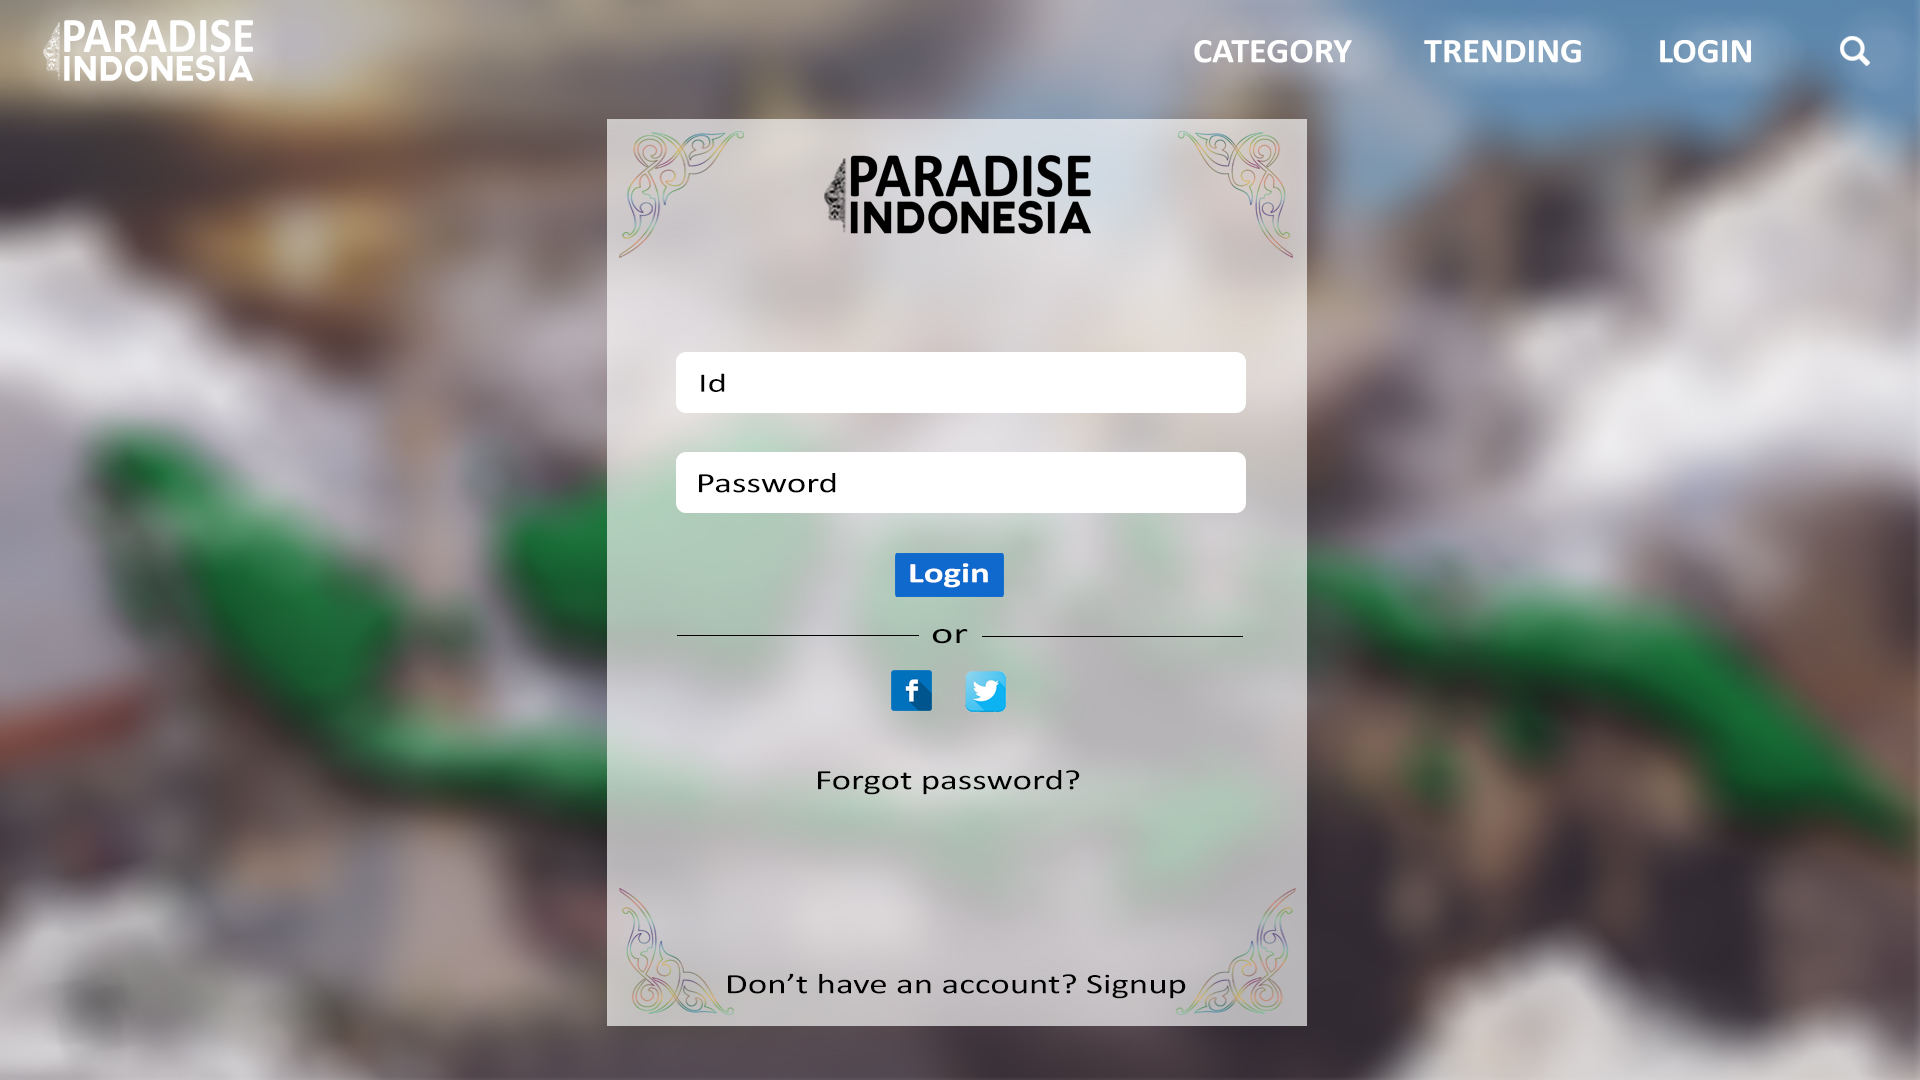 PARADISE
INDONESIA
CATEGORY TRENDING LOGIN
PARADISE
INDONESIA
Id
Password
Login
or
f
Forgot password?
Don’t have an account? Signup